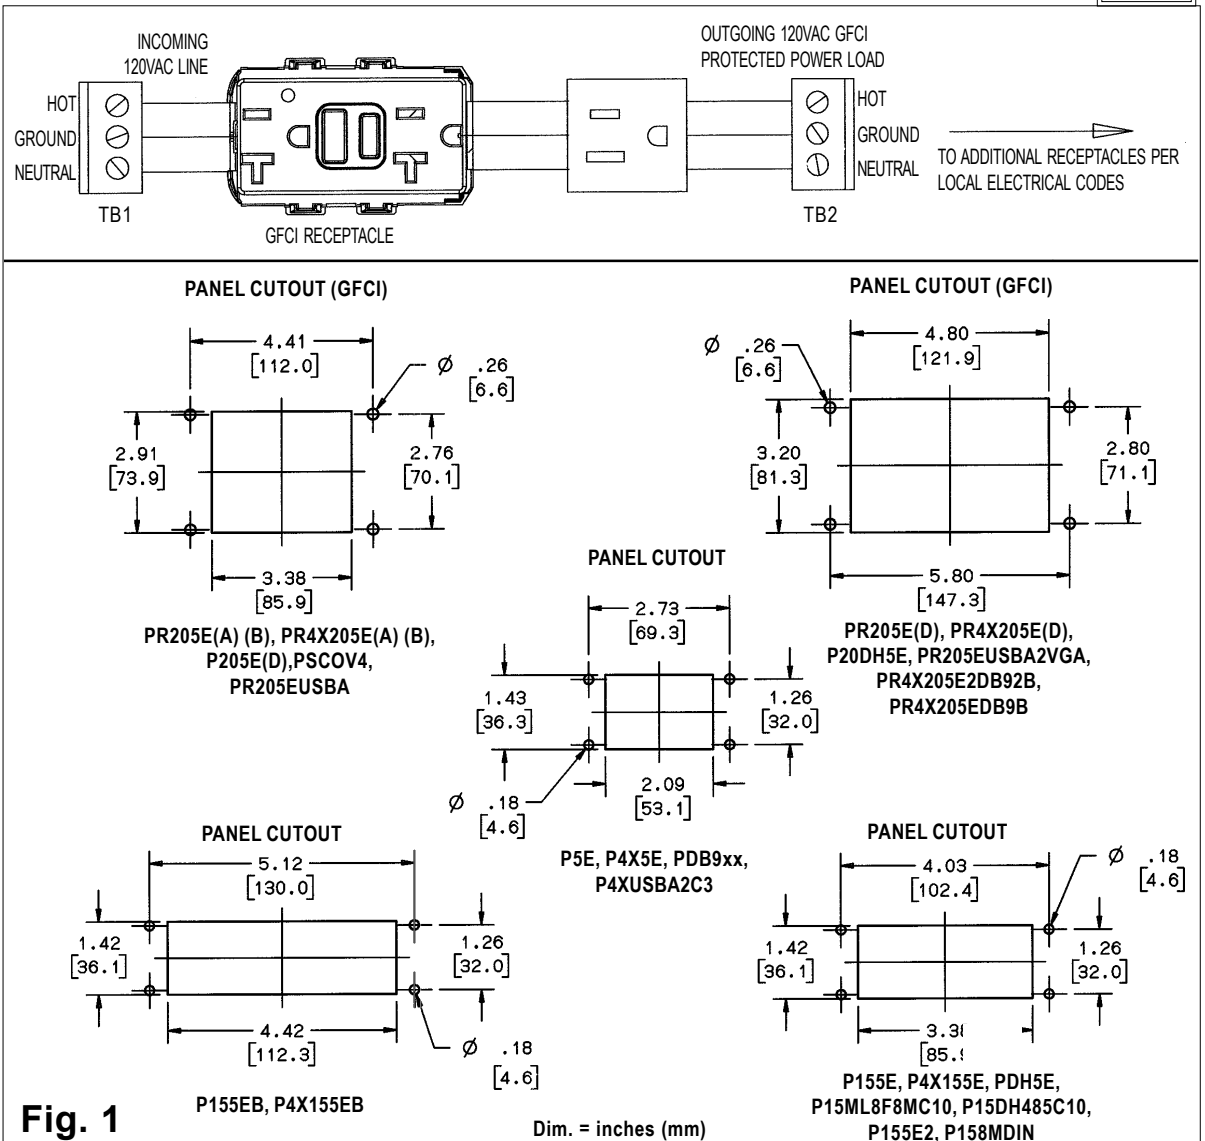 INCOMING
120VAC LINE
HOT
GROUND
NEUTRAL
TB1
GFCI RECEPTACLE
OUTGOING 120VAC GFCI
PROTECTED POWER LOAD
HOT
GROUND
NEUTRAL
TB2
TO ADDITIONAL RECEPTACLES PER
LOCAL ELECTRICAL CODES
PANEL CUTOUT (GFCI)
4.41
[112.0]
Ø .26
[6.6]
2.91
[73.9]
2.76
[70.1]
3.38
[85.9]
PR205E(A) (B), PR4X205E(A) (B),
P205E(D),PSCOV4,
PR205EUSBA
PANEL CUTOUT (GFCI)
4.80
[121.9]
Ø .26
[6.6]
3.20
[81.3]
2.80
[71.1]
5.80
[147.3]
PR205E(D), PR4X205E(D),
P20DH5E, PR205EUSBA2VGA,
PR4X205E2DB92B,
PR4X205EDB9B
PANEL CUTOUT
2.73
[69.3]
1.43
[36.3]
1.26
[32.0]
2.09
[53.1]
Ø .18
[4.6]
P5E, P4X5E, PDB9xx,
P4XUSBA2C3
PANEL CUTOUT
5.12
[130.0]
1.42
[36.1]
1.26
[32.0]
4.42
[112.3]
Ø .18
[4.6]
P155EB, P4X155EB
PANEL CUTOUT
4.03
[102.4]
Ø .18
[4.6]
1.42
[36.1]
1.26
[32.0]
P155E, P4X155E, PDH5E,
P15ML8F8MC10, P15DH485C10,
P155E2, P158MDIN
Fig. 1
Dim. = inches (mm)